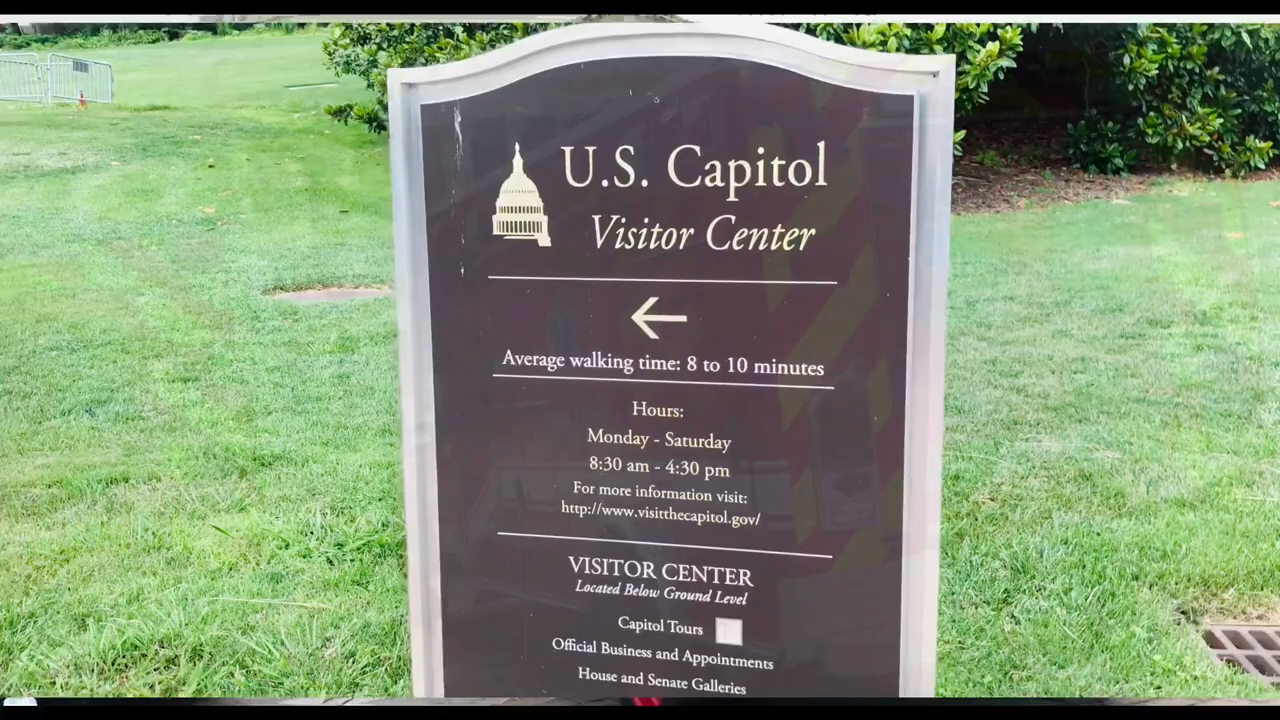 U.S. Capitol
Visitor Center
Average walking time: 8 to 10 minutes
Hours:
Monday - Saturday
8:30 am - 4:30 pm
For more information visit:
http://www.visitthecapitol.gov/
VISITOR CENTER
Located Below Ground Level
Capitol Tours
Official Business and Appointments
House and Senate Galleries